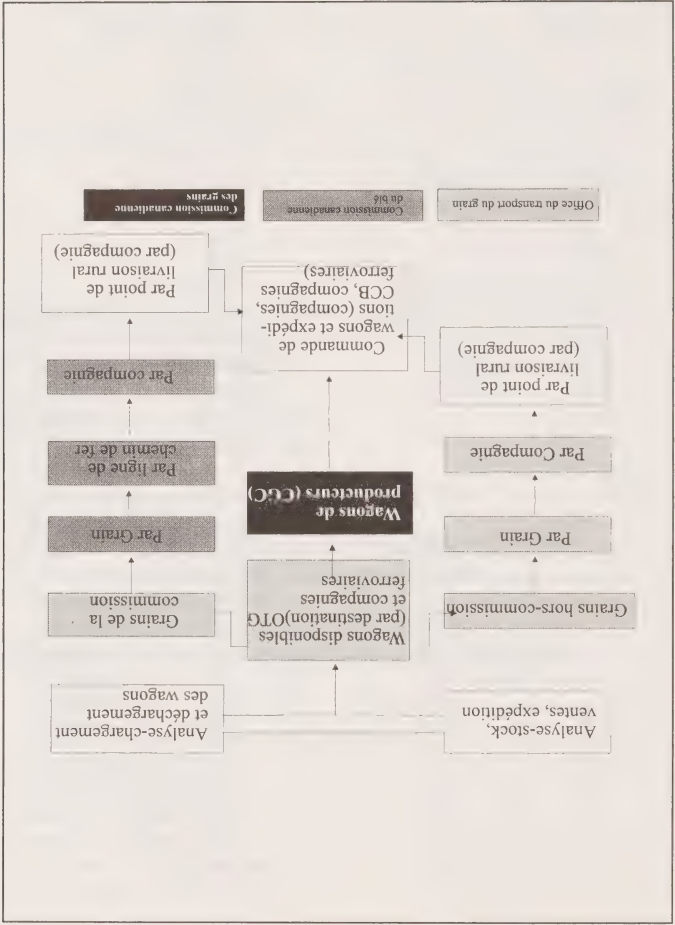 Analyse-stock,
ventes, expédition
Analyse-chargement
et déchargement
des wagons
Grains hors-commission
Wagons disponibles
(par destination)OTG
et compagnies
ferroviaires
Grains de la
commission
Par Grain
Wagons de
producteurs (CGC)
Par Grain
Par Compagnie
Par ligne de
chemin de fer
Par point de
livraison rural
(par compagnie)
Commande de
wagons et expédi-
tions (compagnies,
CCB, compagnies
ferroviaires)
Par compagnie
Par point de
livraison rural
(par compagnie)
Office du transport du grain
Commission canadienne
du blé
Commission canadienne
des grains